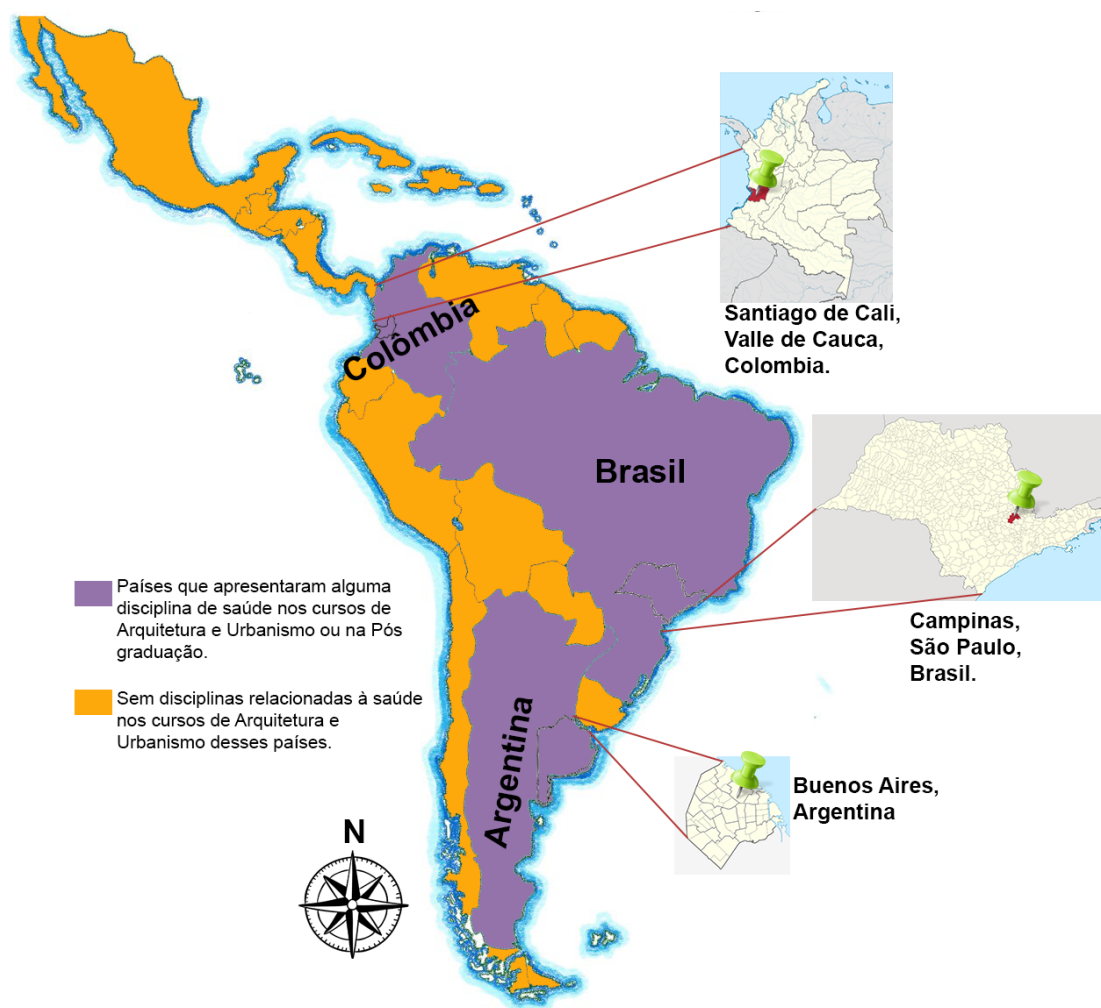 Santiago de Cali,
Valle de Cauca,
Colombia.
Colômbia
Brasil
Campinas,
São Paulo,
Brasil.
Países que apresentaram alguma
disciplina de saúde nos cursos de
Arquitetura e Urbanismo ou na Pós
graduação.
Sem disciplinas relacionadas à saúde
nos cursos de Arquitetura e
Urbanismo desses países.
Argentina
Buenos Aires,
Argentina
N